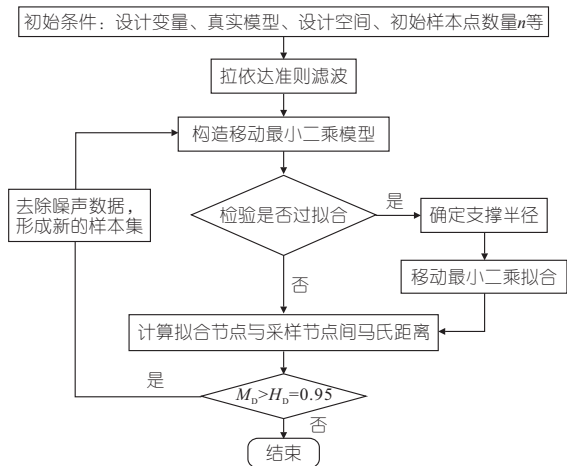 初始条件：设计变量、真实模型、设计空间、初始样本点数量n等
拉依达准则滤波
构造移动最小二乘模型
去除噪声数据，
形成新的样本集
检验是否过拟合
是
确定支撑半径
否
移动最小二乘拟合
计算拟合节点与采样节点间马氏距离
是
M_D>H_D=0.95
否
结束